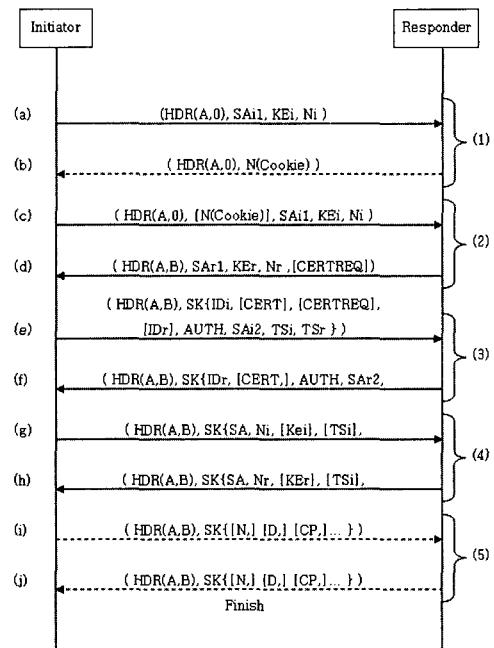 Initiator
Responder
(a)
(HDR(A,0), SAi1, KEi, Ni )
(1)
(b)
( HDR(A,0), N(Cookie) )
(c)
( HDR(A,0), [N(Cookie)], SAi1, KEi, Ni )
(2)
(d)
( HDR(A,B), SAr1, KEr, Nr ,[CERTREQ])
( HDR(A,B), SK{IDi, [CERT], [CERTREQ],
(e)
[IDr], AUTH, SAi2, TSi, TSr } )
(3)
(f)
( HDR(A,B), SK{IDr, [CERT,], AUTH, SAr2,
(g)
( HDR(A,B), SK{SA, Ni, [Kei], [TSi],
(4)
(h)
( HDR(A,B), SK{SA, Nr, [KEr], [TSi],
(i)
( HDR(A,B), SK{[N,] [D,] [CP,]... } )
(5)
(j)
( HDR(A,B), SK{[N,] [D,] [CP,]... } )
Finish